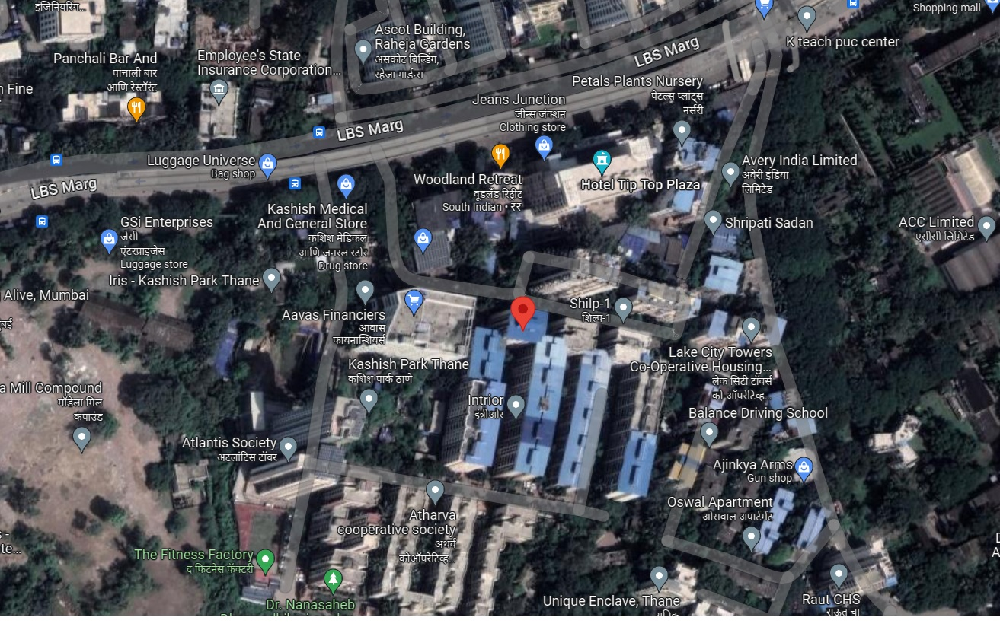 इंजिनियरिंग...
Ascot Building,
Raheja Gardens
असकोट बिल्डिंग,
रहेजा गार्डन्स
Shopping mall
K teach puc center
LBS Marg
Panchali Bar And
पांचाली बार
आणि रेस्टॉरंट
Employee's State
Insurance Corporation...
Fine
Petals Plants Nursery
पेटल्स प्लांट्स
नर्सरी
Jeans Junction
जीन्स जंक्शन
Clothing store
LBS Marg
Luggage Universe
Bag shop
LBS Marg
Woodland Retreat
वूडलँड रिट्रीट
South Indian • ₹₹
Hotel Tip Top Plaza
Avery India Limited
अवेरी इंडिया
लिमिटेड
Kashish Medical
And General Store
कशिश मेडिकल
आणि जनरल स्टोर
Drug store
GSi Enterprises
जेसी
एंटरप्राइजेस
Luggage store
Shripati Sadan
ACC Limited
एसीसी लिमिटेड
Iris - Kashish Park Thane
Alive, Mumbai
Aavas Financiers
आवास
फायनान्शियर्स
Shilp-1
शिल्प-1
Kashish Park Thane
कशिश पार्क ठाणे
Lake City Towers
Co-Operative Housing...
लेक सिटी टॉवर्स
को-ऑपरेटिव्ह...
a Mill Compound
मॉडेला मिल
कंपाउंड
Intrior
इंत्रीओर
Balance Driving School
Atlantis Society
अटलांटिस टॉवर
Ajinkya Arms
Gun shop
Oswal Apartment
ओसवाल अपार्टमेंट
Atharva
cooperative society
अथर्व
कोऑपरेटिव्ह...
The Fitness Factory
द फिटनेस फॅक्टरी
Dr. Nanasaheb
Unique Enclave, Thane
Raut CHS
राऊत चा